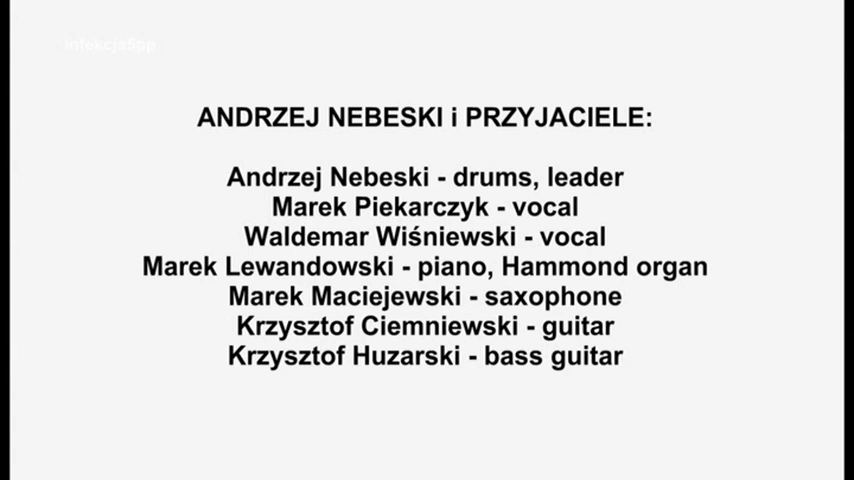 infekcja5pp
ANDRZEJ NEBESKI i PRZYJACIELE:
Andrzej Nebeski - drums, leader
Marek Piekarczyk - vocal
Waldemar Wiśniewski - vocal
Marek Lewandowski - piano, Hammond organ
Marek Maciejewski - saxophone
Krzysztof Ciemniewski - guitar
Krzysztof Huzarski - bass guitar